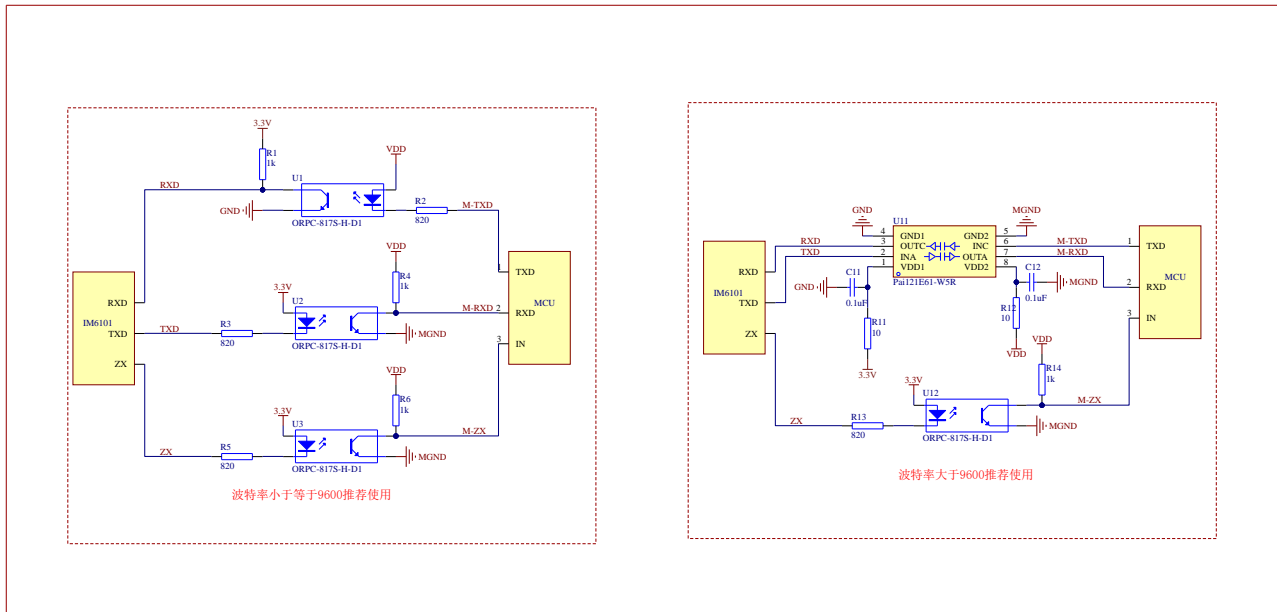 3.3V
R1
1k
VDD
RXD
U1
GND
R2
M-TXD
820
ORPC-817S-H-D1
VDD
R4
1k
3.3V
U2
M-RXD
TXD
R3
820
MGND
ORPC-817S-H-D1
IM6101
RXD
TXD
ZX
1
TXD
MCU
2
RXD
3
IN
VDD
R6
1k
3.3V
U3
M-ZX
ZX
R5
820
MGND
ORPC-817S-H-D1
波特率小于等于9600推荐使用
GND
U11
MGND
4
GND1
GND2
5
RXD
3
OUTC
INC
6
M-TXD
TXD
2
INA
OUTA
7
M-RXD
1
VDD1
VDD2
8
Pai121E61-W5R
IM6101
RXD
TXD
ZX
GND
C11
0.1uF
R11
10
3.3V
C12
0.1uF
MGND
R12
10
VDD
1
TXD
MCU
2
RXD
3
IN
VDD
R14
1k
3.3V
U12
M-ZX
ZX
R13
820
MGND
ORPC-817S-H-D1
波特率大于9600推荐使用